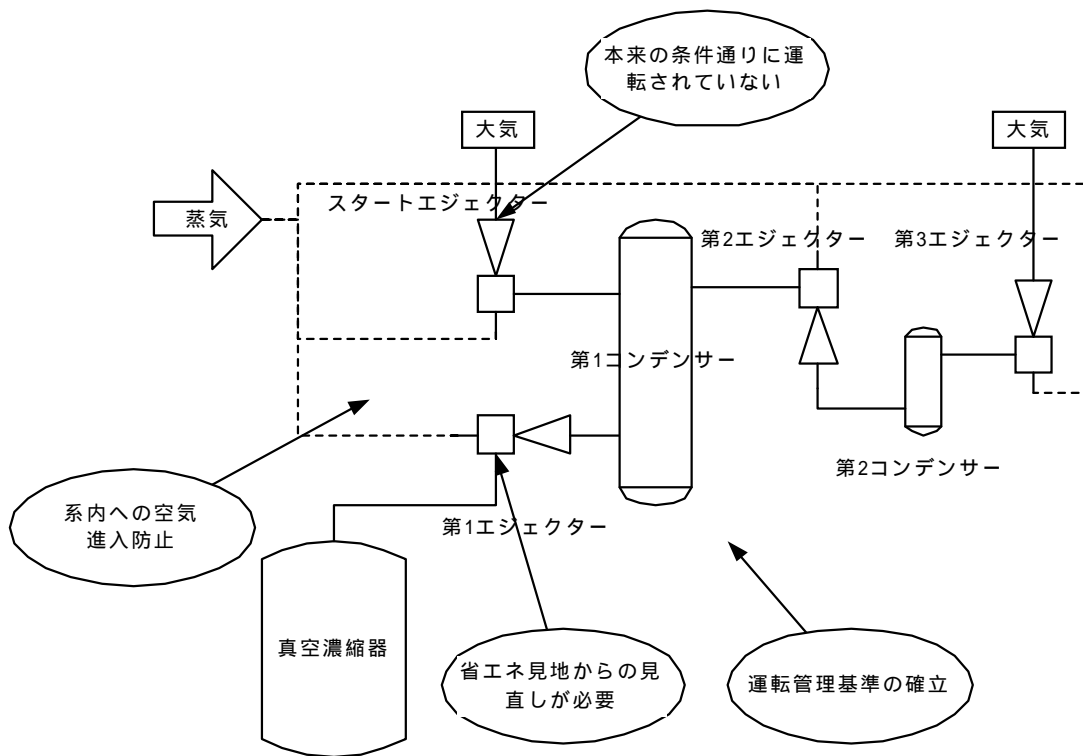 本来の条件通りに運
転されていない
大気
大気
蒸気
スタートエジェクター
第2エジェクター
第3エジェクター
第1コンデンサー
第2コンデンサー
系内への空気
進入防止
第1エジェクター
真空濃縮器
省エネ見地からの見
直しが必要
運転管理基準の確立